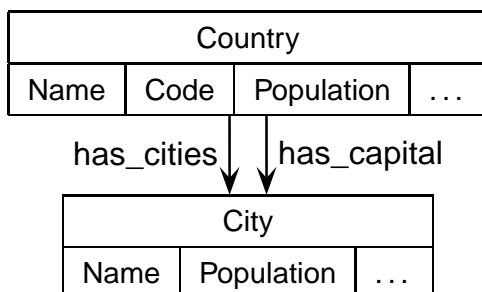 Country
Name Code Population ...
has_cities has_capital
City
Name Population ...